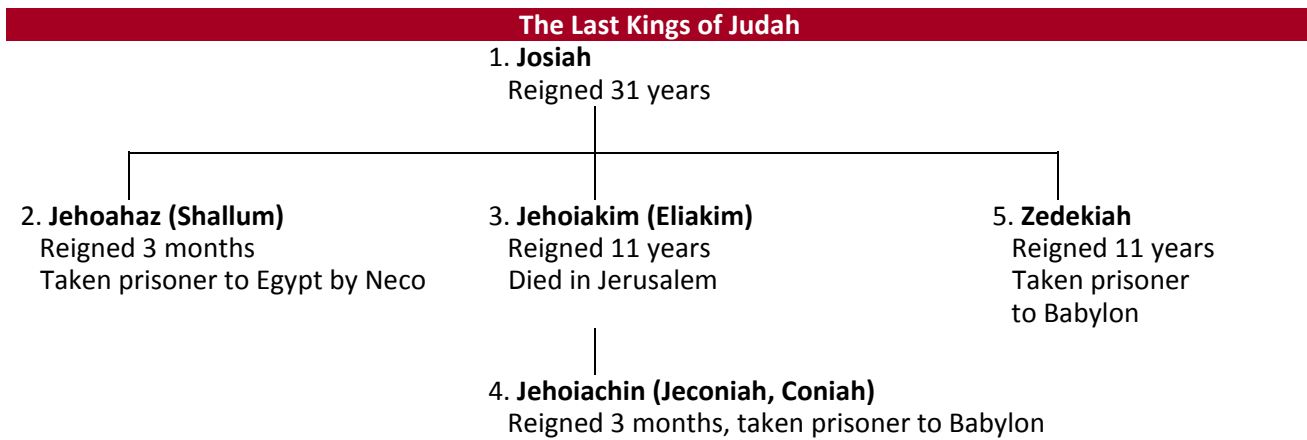 The Last Kings of Judah
1. Josiah
Reigned 31 years
2. Jehoahaz (Shallum)
Reigned 3 months
Taken prisoner to Egypt by Neco
3. Jehoiakim (Eliakim)
Reigned 11 years
Died in Jerusalem
5. Zedekiah
Reigned 11 years
Taken prisoner
to Babylon
4. Jehoiachin (Jeconiah, Coniah)
Reigned 3 months, taken prisoner to Babylon